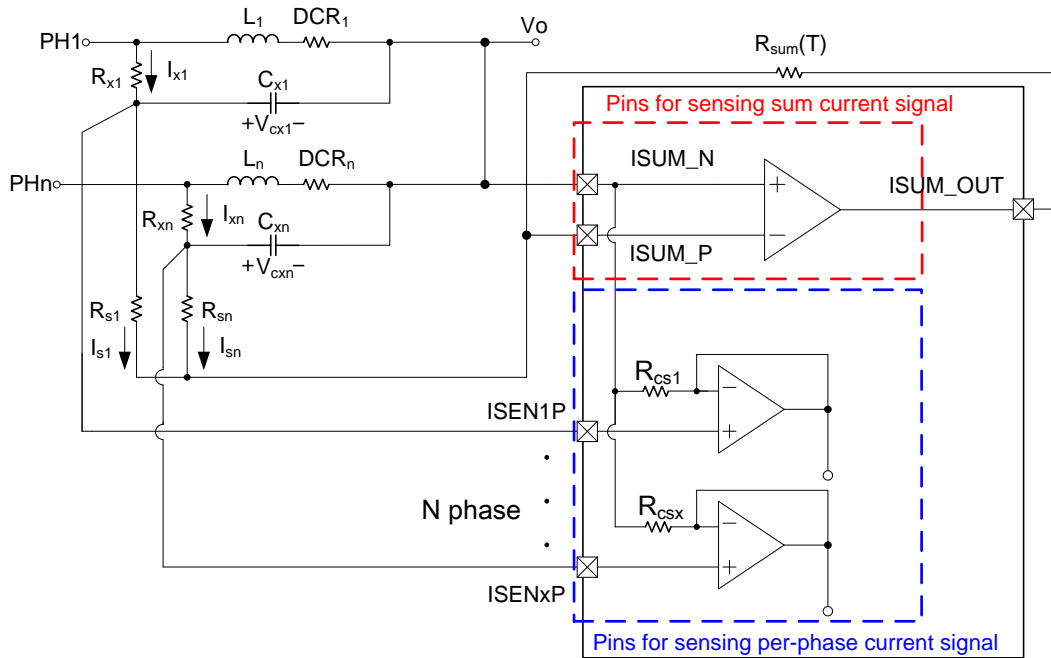 L1 DCR1 Vo
PH1
Rx1 Ix1
Rsum(T)
Cx1
+Vcx1−
Pins for sensing sum current signal
Ln DCRn
PHn
ISUM_N
+
ISUM_OUT
Rxn Ixn
Cxn
+Vcxn−
ISUM_P
−
Rs1 Rsn
Is1 Isn
Rcs1
−
ISEN1P
+
N phase
Rcsx
−
ISENxP
+
Pins for sensing per-phase current signal